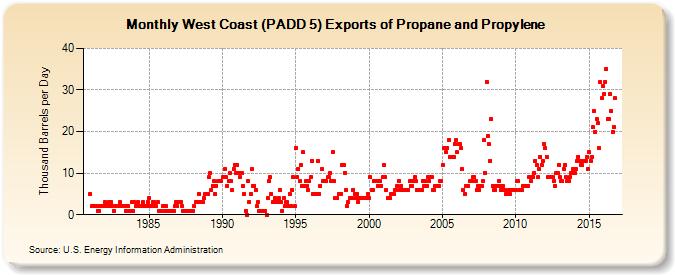 Monthly West Coast (PADD 5) Exports of Propane and Propylene
Thousand Barrels per Day
40
30
20
10
0
1985 1990 1995 2000 2005 2010 2015
Source: U.S. Energy Information Administration